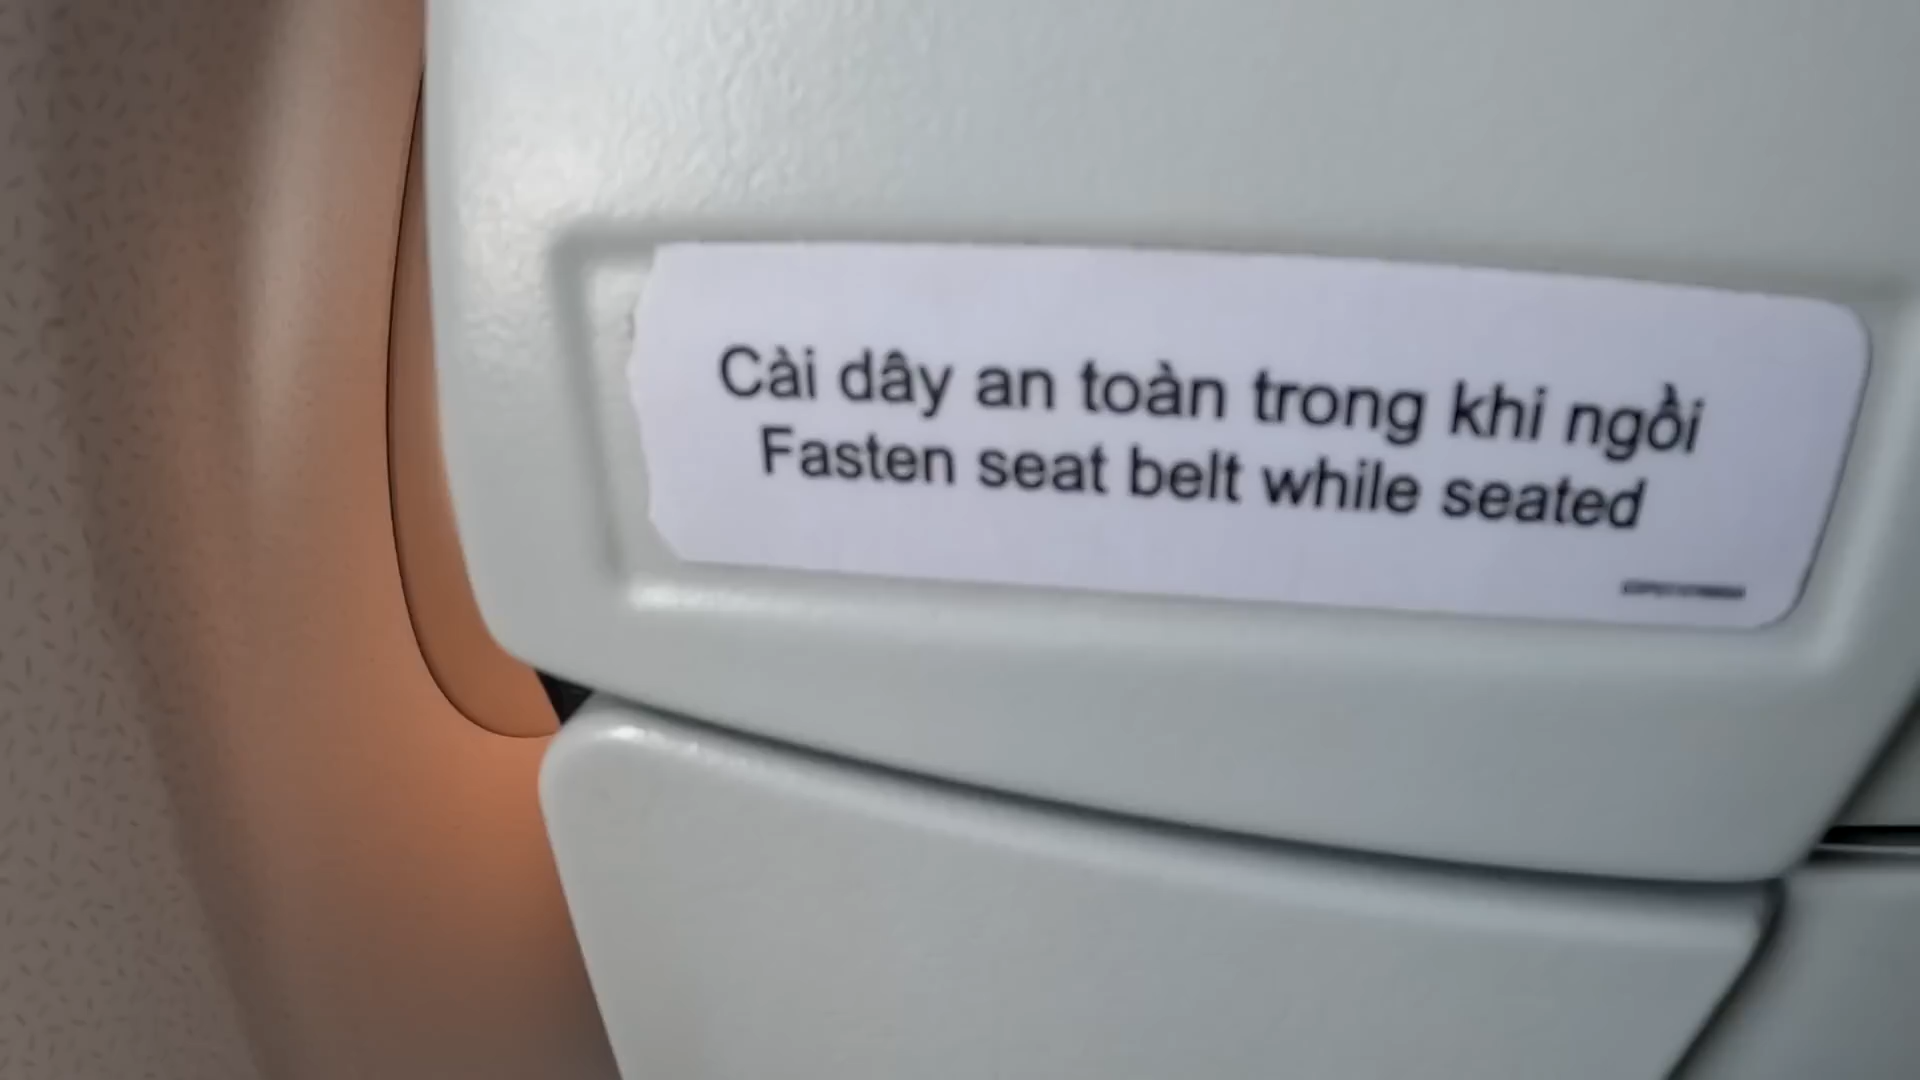 Cài dây an toàn trong khi ngồi
Fasten seat belt while seated